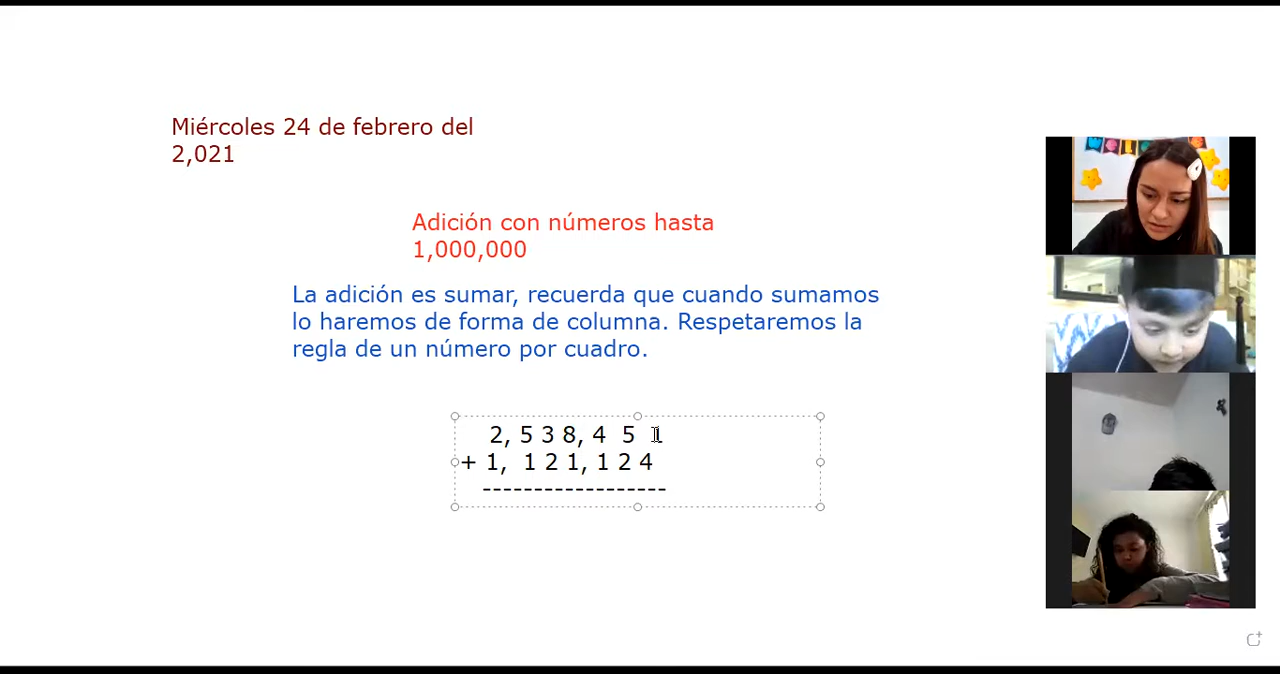 Miércoles 24 de febrero del
2,021
Adición con números hasta
1,000,000
La adición es sumar, recuerda que cuando sumamos
lo haremos de forma de columna. Respetaremos la
regla de un número por cuadro.
2, 5 3 8, 4 5 1
+ 1, 1 2 1, 1 2 4
------------------